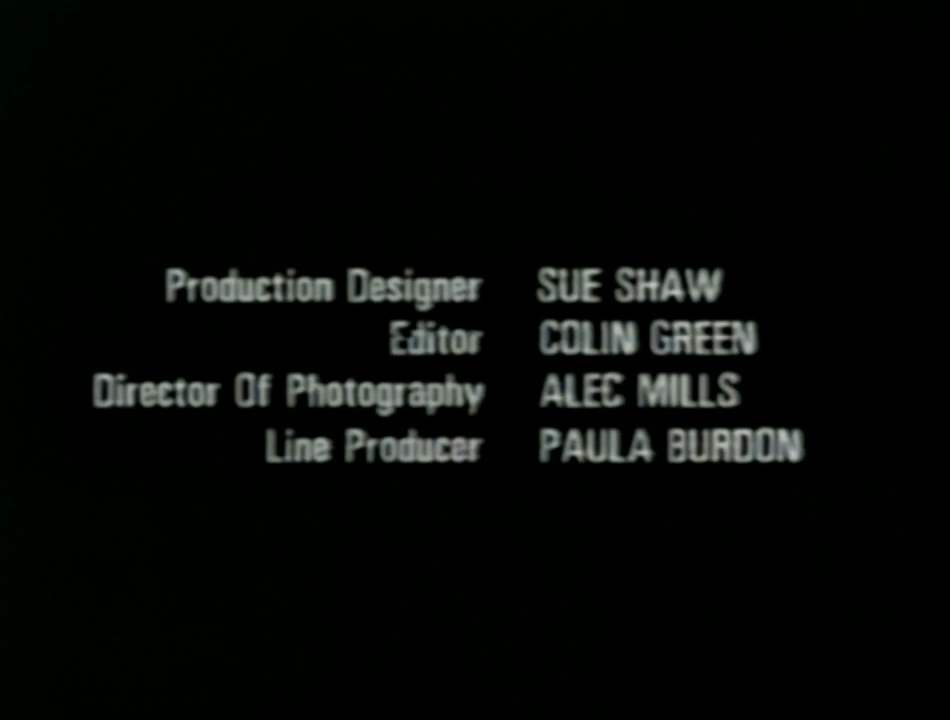 Production Designer SUE SHAW
Editor COLIN GREEN
Director Of Photography ALEC MILLS
Line Producer PAULA BURDON